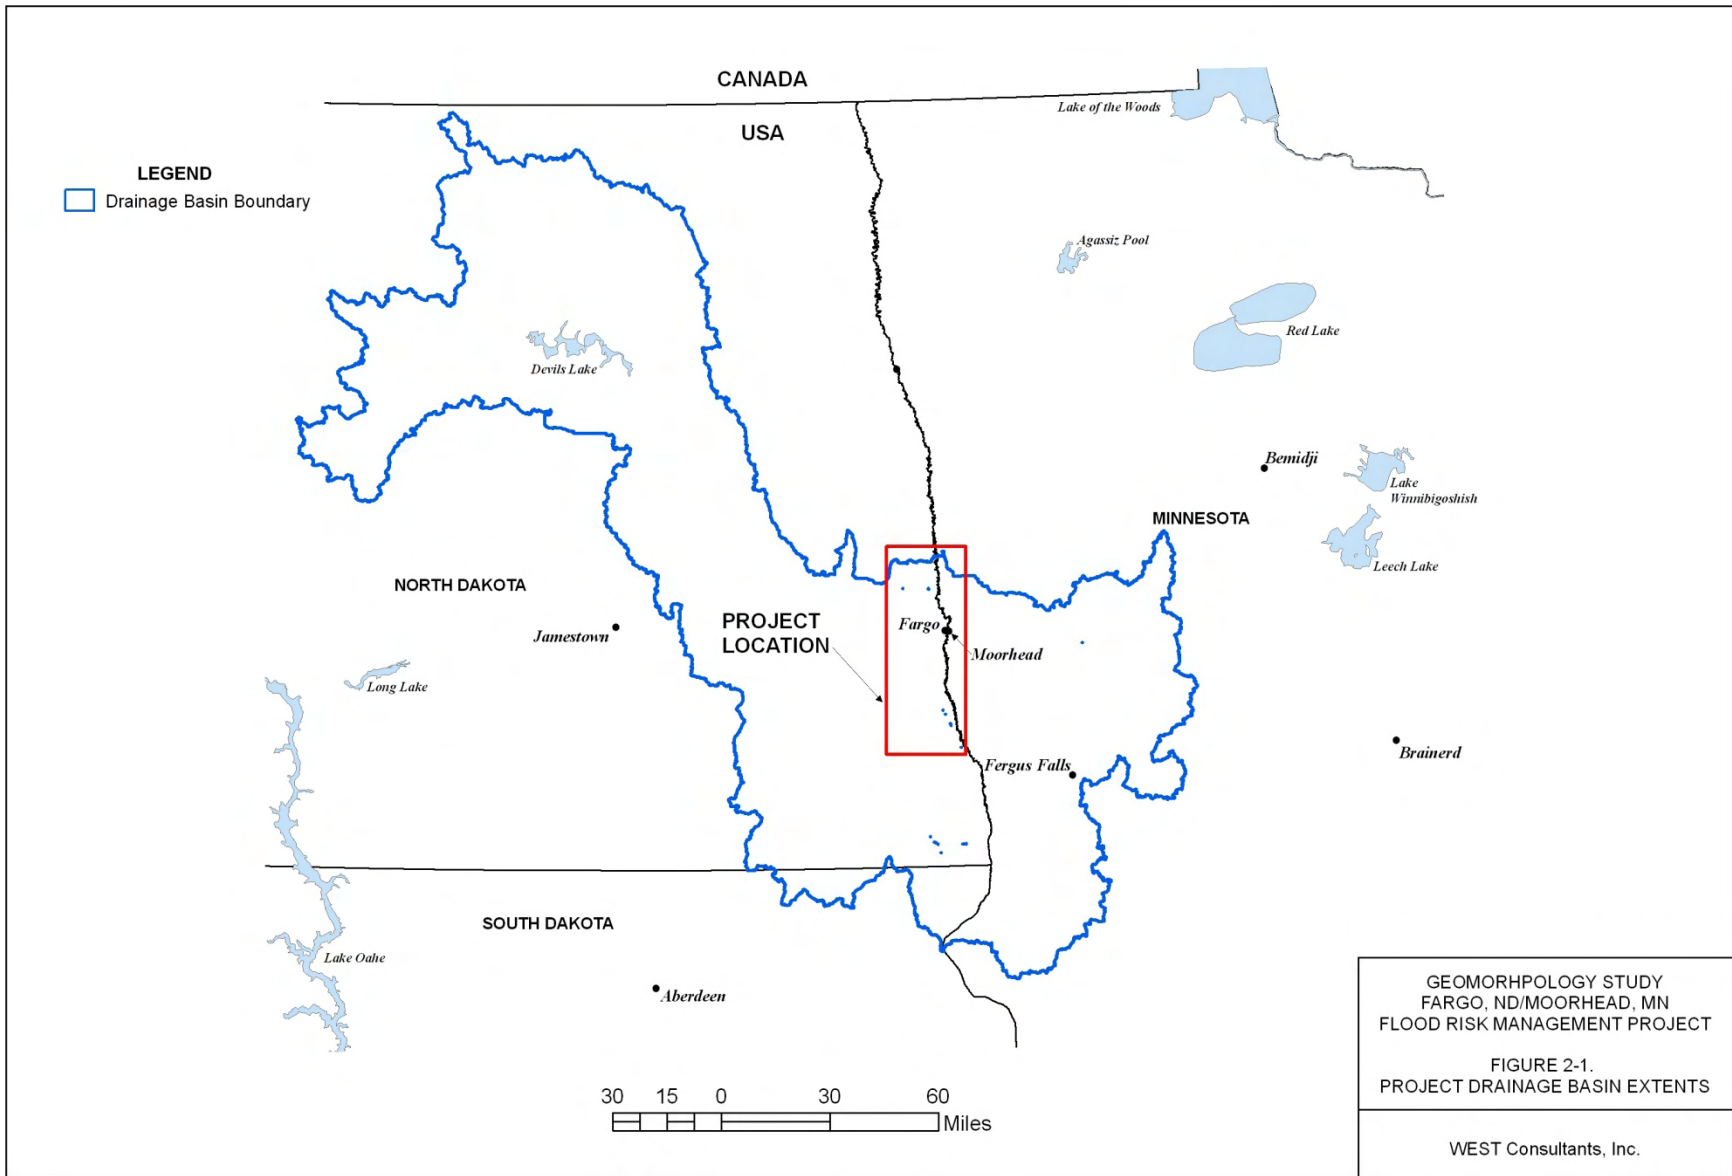 CANADA
Lake of the Woods
USA
LEGEND
Drainage Basin Boundary
Agassiz Pool
Red Lake
Devils Lake
Bemidji
Lake
Winnibigoshish
MINNESOTA
Leech Lake
NORTH DAKOTA
PROJECT
LOCATION
Fargo
Jamestown
Moorhead
Long Lake
Brainerd
Fergus Falls
SOUTH DAKOTA
Lake Oahe
Aberdeen
GEOMORHPOLOGY STUDY
FARGO, ND/MOORHEAD, MN
FLOOD RISK MANAGEMENT PROJECT
FIGURE 2-1.
PROJECT DRAINAGE BASIN EXTENTS
30 15 0 30 60
Miles
WEST Consultants, Inc.